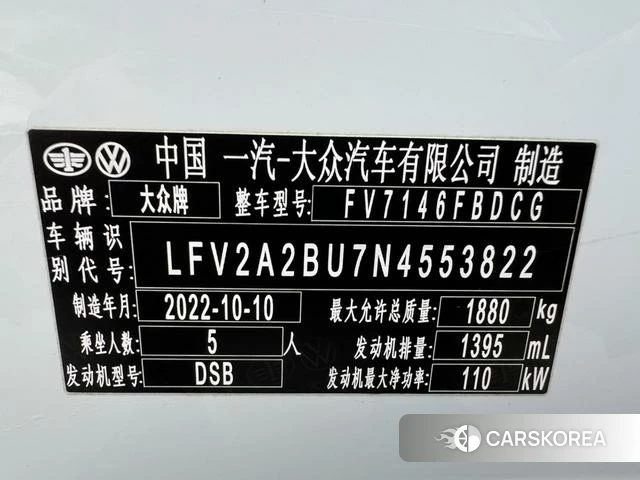 中国 一汽-大众汽车有限公司 制造
品牌: 大众牌 整车型号: FV7146FBDCG
车辆识别代号: LFV2A2BU7N4553822
制造年月: 2022-10-10 最大允许总质量: 1880 kg
乘坐人数: 5 人 发动机排量: 1395 mL
发动机型号: DSB 发动机最大净功率: 110 kW
CARSKOREA